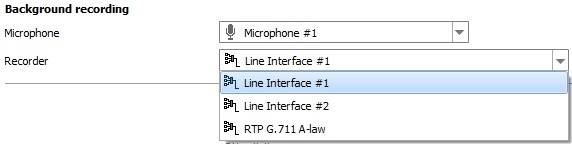 Background recording
Microphone Microphone #1
Recorder Line Interface #1
Line Interface #1
Line Interface #2
RTP G.711 A-law